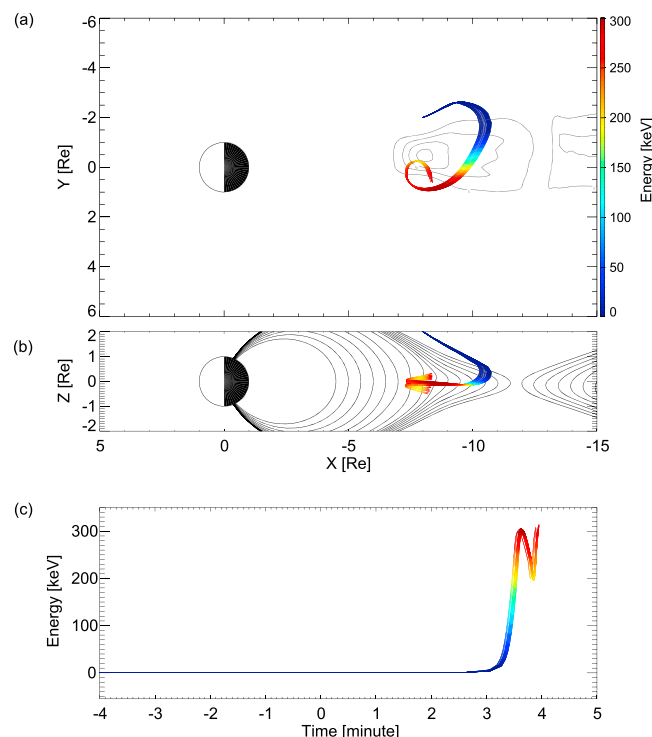 (a)
-6
-4
-2
0
2
4
6
Y [Re]
300
250
200
150
100
50
0
Energy [keV]
(b)
2
1
0
-1
-2
Z [Re]
5 0 -5 -10 -15
X [Re]
(c)
300
200
100
0
Energy [keV]
-4 -3 -2 -1 0 1 2 3 4 5
Time [minute]